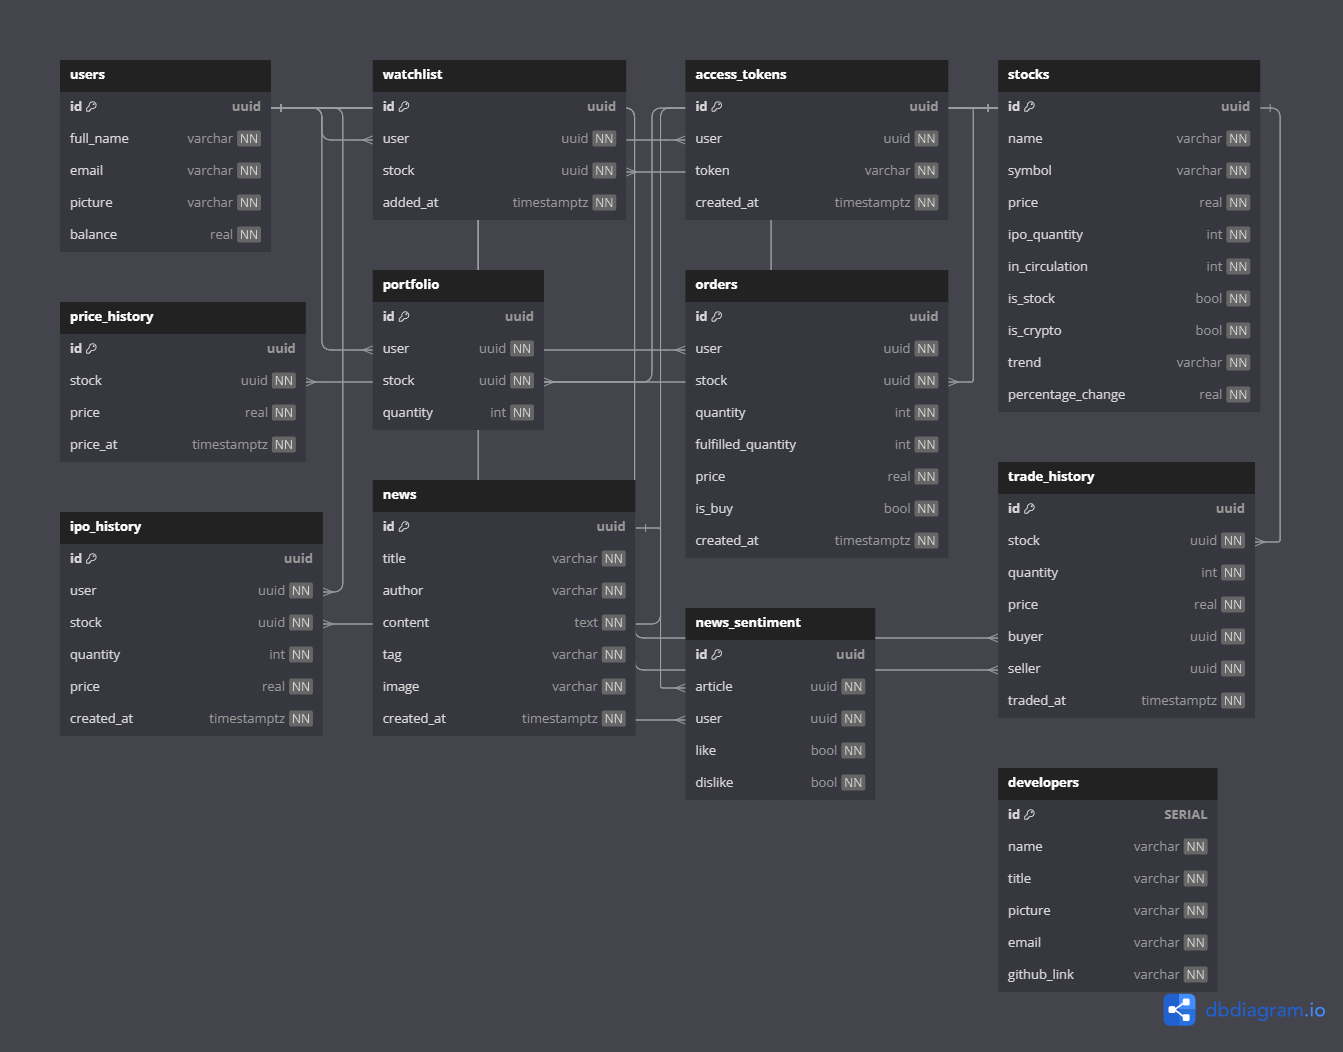 users
id uuid
full_name varchar NN
email varchar NN
picture varchar NN
balance real NN
watchlist
id uuid
user uuid NN
stock uuid NN
added_at timestamptz NN
access_tokens
id uuid
user uuid NN
token varchar NN
created_at timestamptz NN
stocks
id uuid
name varchar NN
symbol varchar NN
price real NN
ipo_quantity int NN
in_circulation int NN
is_stock bool NN
is_crypto bool NN
trend varchar NN
percentage_change real NN
price_history
id uuid
stock uuid NN
price real NN
price_at timestamptz NN
portfolio
id uuid
user uuid NN
stock uuid NN
quantity int NN
orders
id uuid
user uuid NN
stock uuid NN
quantity int NN
fulfilled_quantity int NN
price real NN
is_buy bool NN
created_at timestamptz NN
trade_history
id uuid
stock uuid NN
quantity int NN
price real NN
buyer uuid NN
seller uuid NN
traded_at timestamptz NN
ipo_history
id uuid
user uuid NN
stock uuid NN
quantity int NN
price real NN
created_at timestamptz NN
news
id uuid
title varchar NN
author varchar NN
content text NN
tag varchar NN
image varchar NN
created_at timestamptz NN
news_sentiment
id uuid
article uuid NN
user uuid NN
like bool NN
dislike bool NN
developers
id SERIAL
name varchar NN
title varchar NN
picture varchar NN
email varchar NN
github_link varchar NN
dbdiagram.io